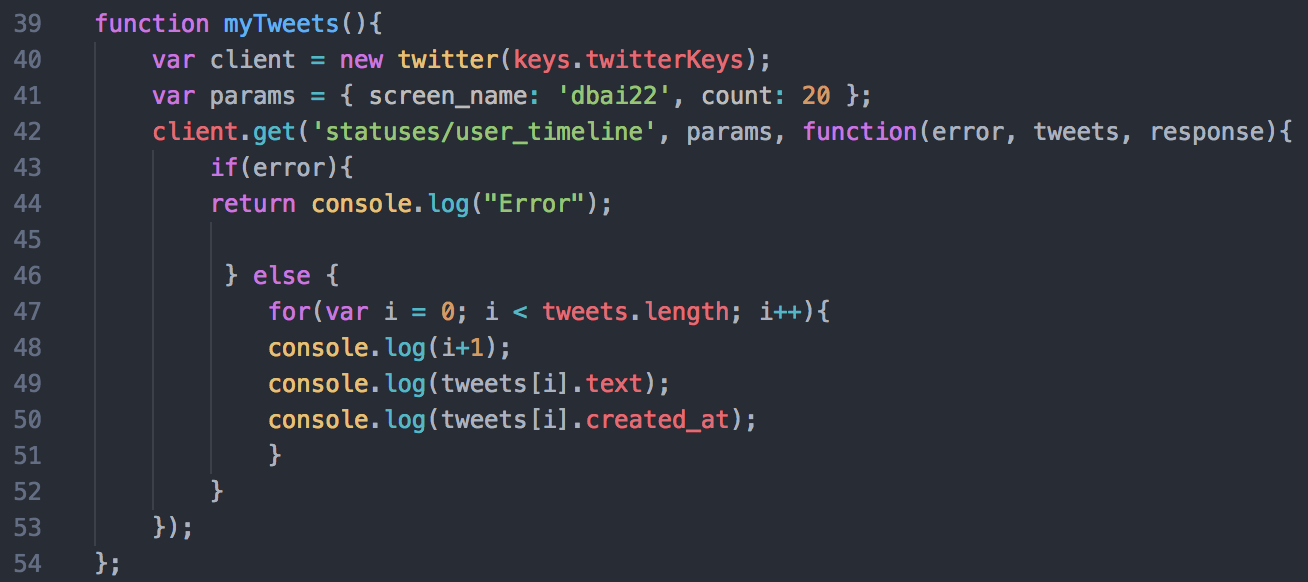 39 function myTweets(){
40     var client = new twitter(keys.twitterKeys);
41     var params = { screen_name: 'dbai22', count: 20 };
42     client.get('statuses/user_timeline', params, function(error, tweets, response){
43         if(error){
44         return console.log("Error");
45
46          } else {
47             for(var i = 0; i < tweets.length; i++){
48             console.log(i+1);
49             console.log(tweets[i].text);
50             console.log(tweets[i].created_at);
51             }
52         }
53     });
54 };